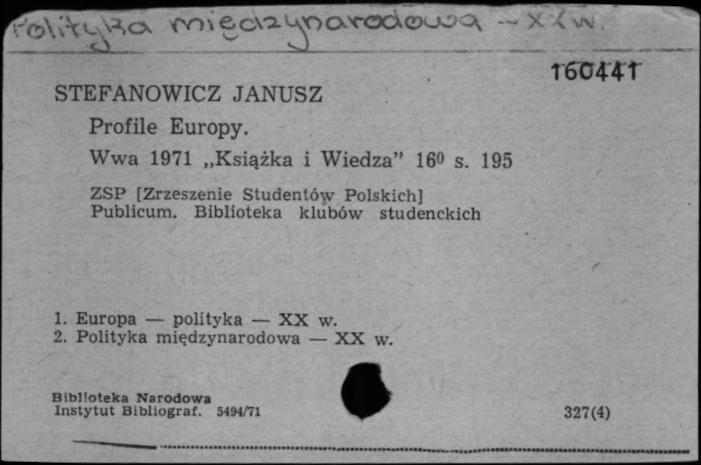 Polityka międzynarodowa - XX w.
160441
STEFANOWICZ JANUSZ
Profile Europy.
Wwa 1971 „Książka i Wiedza” 16⁰ s. 195
ZSP [Zrzeszenie Studentów Polskich]
Publicum. Biblioteka klubów studenckich
1. Europa — polityka — XX w.
2. Polityka międzynarodowa — XX w.
Biblioteka Narodowa
Instytut Bibliograf. 5494/71
327(4)